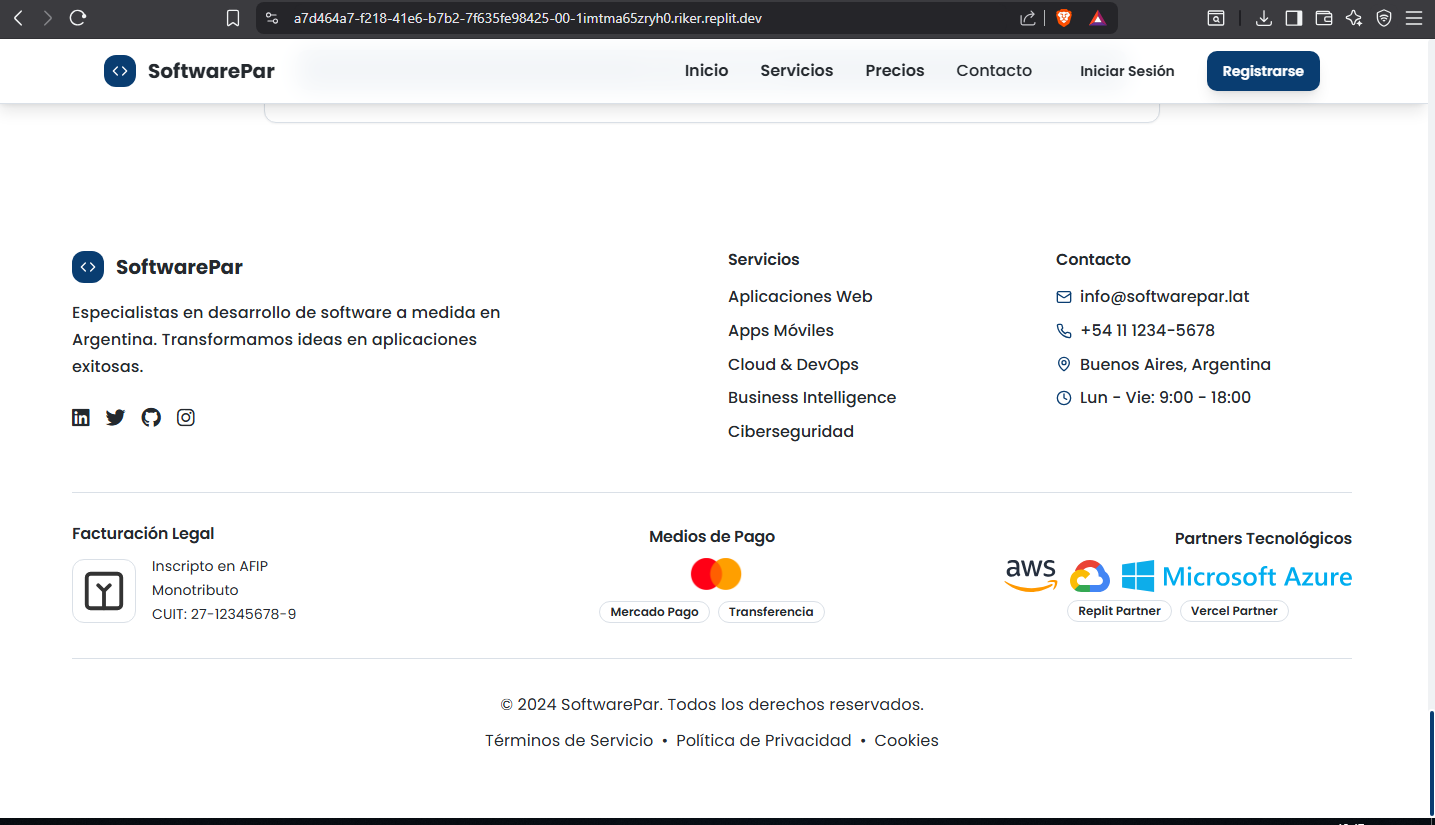 a7d464a7-f218-41e6-b7b2-7f635fe98425-00-1imtma65zryh0.riker.replit.dev
SoftwarePar
Inicio
Servicios
Precios
Contacto
Iniciar Sesión
Registrarse
SoftwarePar
Especialistas en desarrollo de software a medida en
Argentina. Transformamos ideas en aplicaciones
exitosas.
Servicios
Aplicaciones Web
Apps Móviles
Cloud & DevOps
Business Intelligence
Ciberseguridad
Contacto
info@softwarepar.lat
+54 11 1234-5678
Buenos Aires, Argentina
Lun - Vie: 9:00 - 18:00
Facturación Legal
Inscripto en AFIP
Monotributo
CUIT: 27-12345678-9
Medios de Pago
Mercado Pago
Transferencia
Partners Tecnológicos
aws
Microsoft Azure
Replit Partner
Vercel Partner
© 2024 SoftwarePar. Todos los derechos reservados.
Términos de Servicio • Política de Privacidad • Cookies